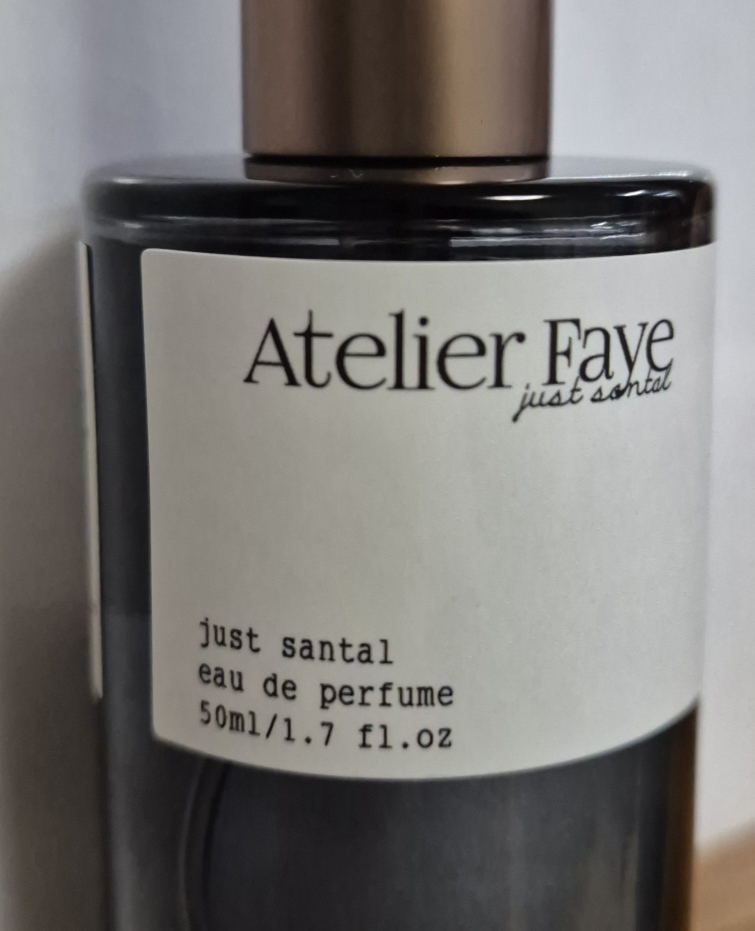 Atelier Faye
just santal
just santal
eau de perfume
50ml/1.7 fl.oz